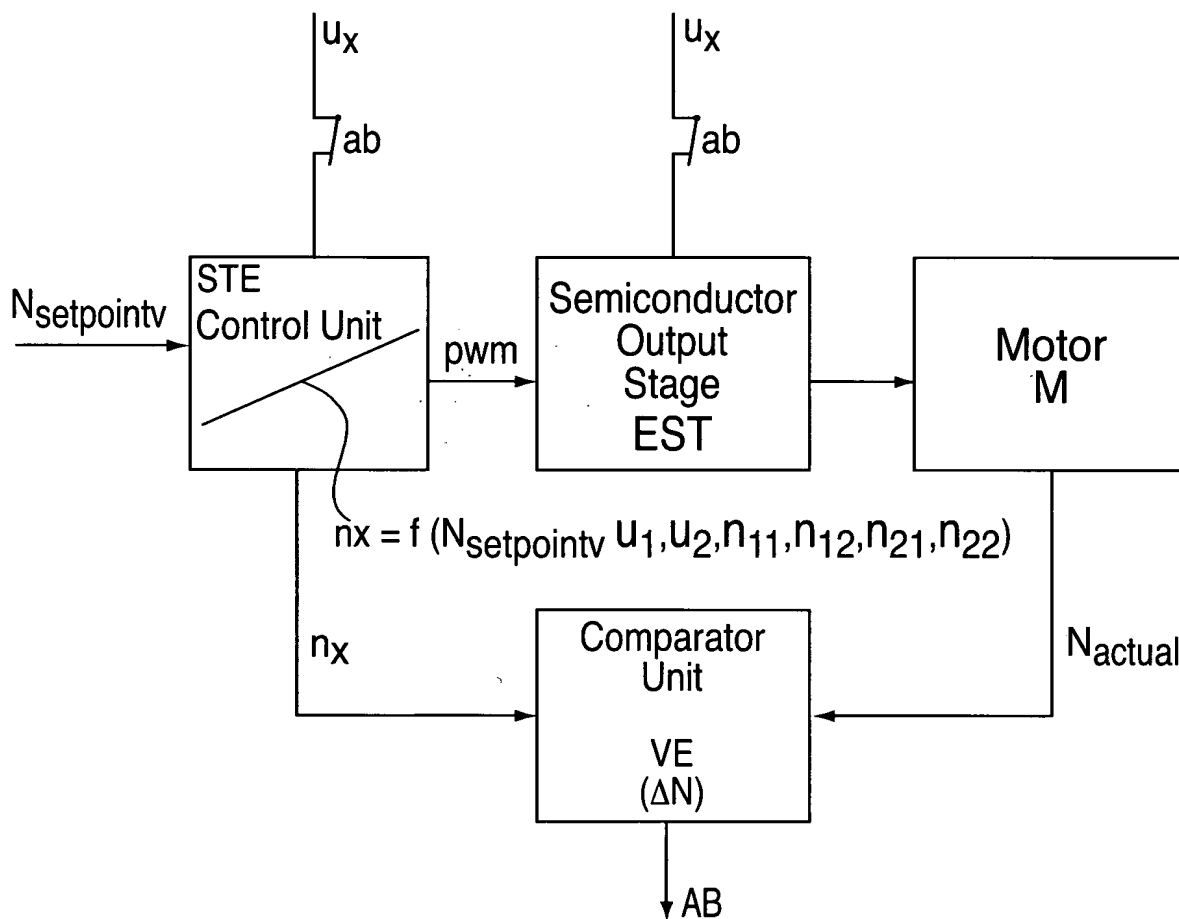 u_x
u_x
ab
ab
N_setpointv
STE
Control Unit
pwm
Semiconductor
Output
Stage
EST
Motor
M
nx = f (N_setpointv u_1,u_2,n_11,n_12,n_21,n_22)
n_x
Comparator
Unit
VE
(ΔN)
N_actual
AB